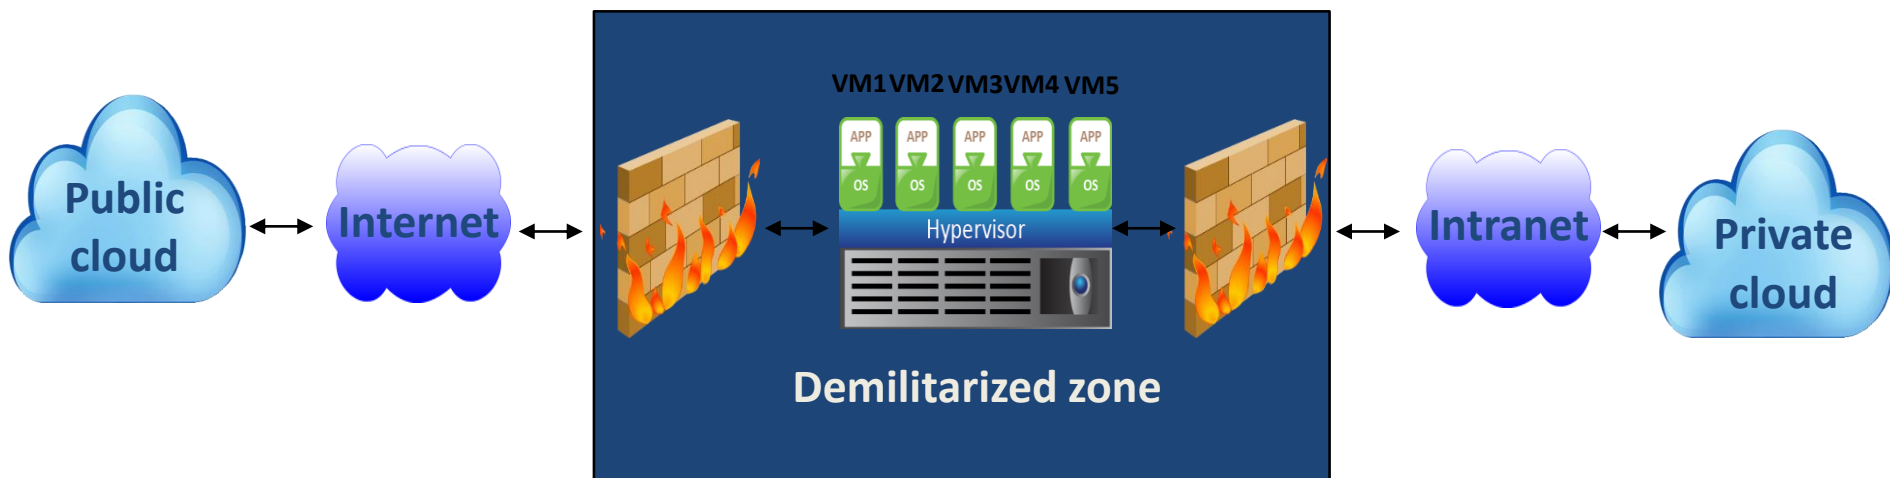 Public
cloud
Internet
VM1 VM2 VM3 VM4 VM5
APP APP APP APP APP
OS OS OS OS OS
Hypervisor
Demilitarized zone
Intranet
Private
cloud